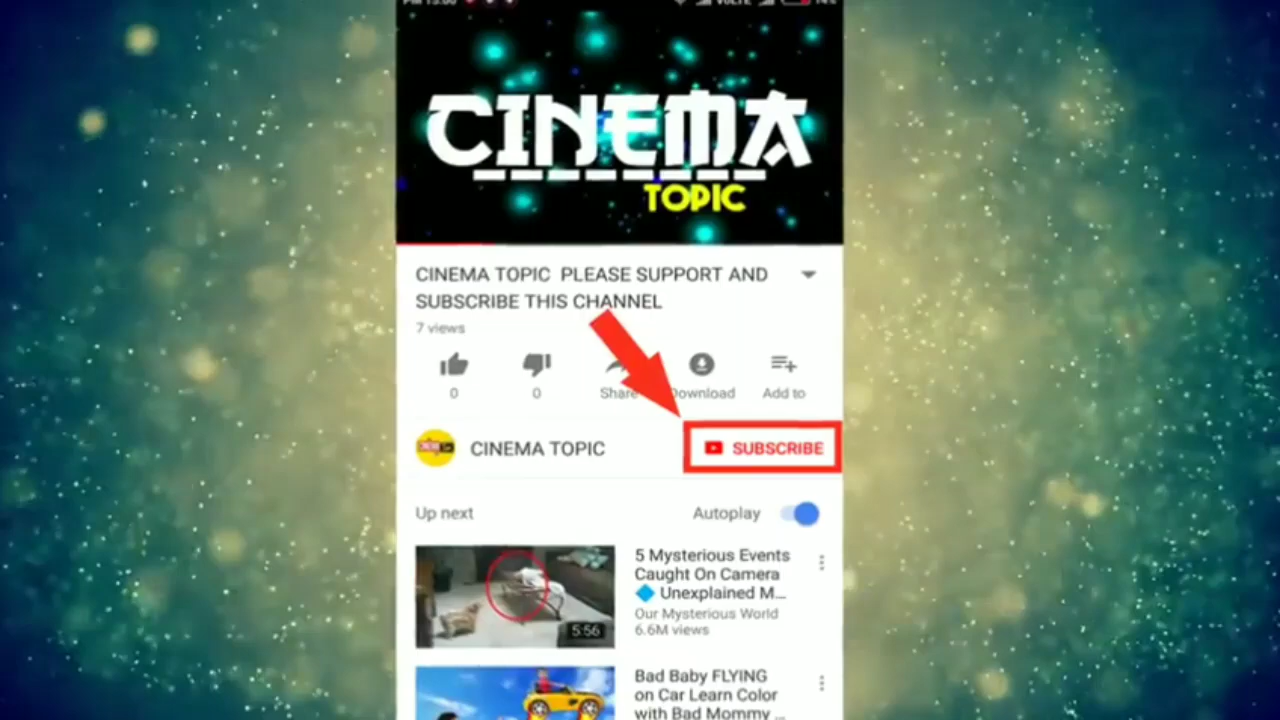 CINEMA
TOPIC
CINEMA TOPIC PLEASE SUPPORT AND
SUBSCRIBE THIS CHANNEL
7 views
0
0
Share
Download
Add to
CINEMA TOPIC
SUBSCRIBE
Up next
Autoplay
5 Mysterious Events
Caught On Camera
🔷 Unexplained M...
Our Mysterious World
6.6M views
5:56
Bad Baby FLYING
on Car Learn Color
with Bad Mommy ...